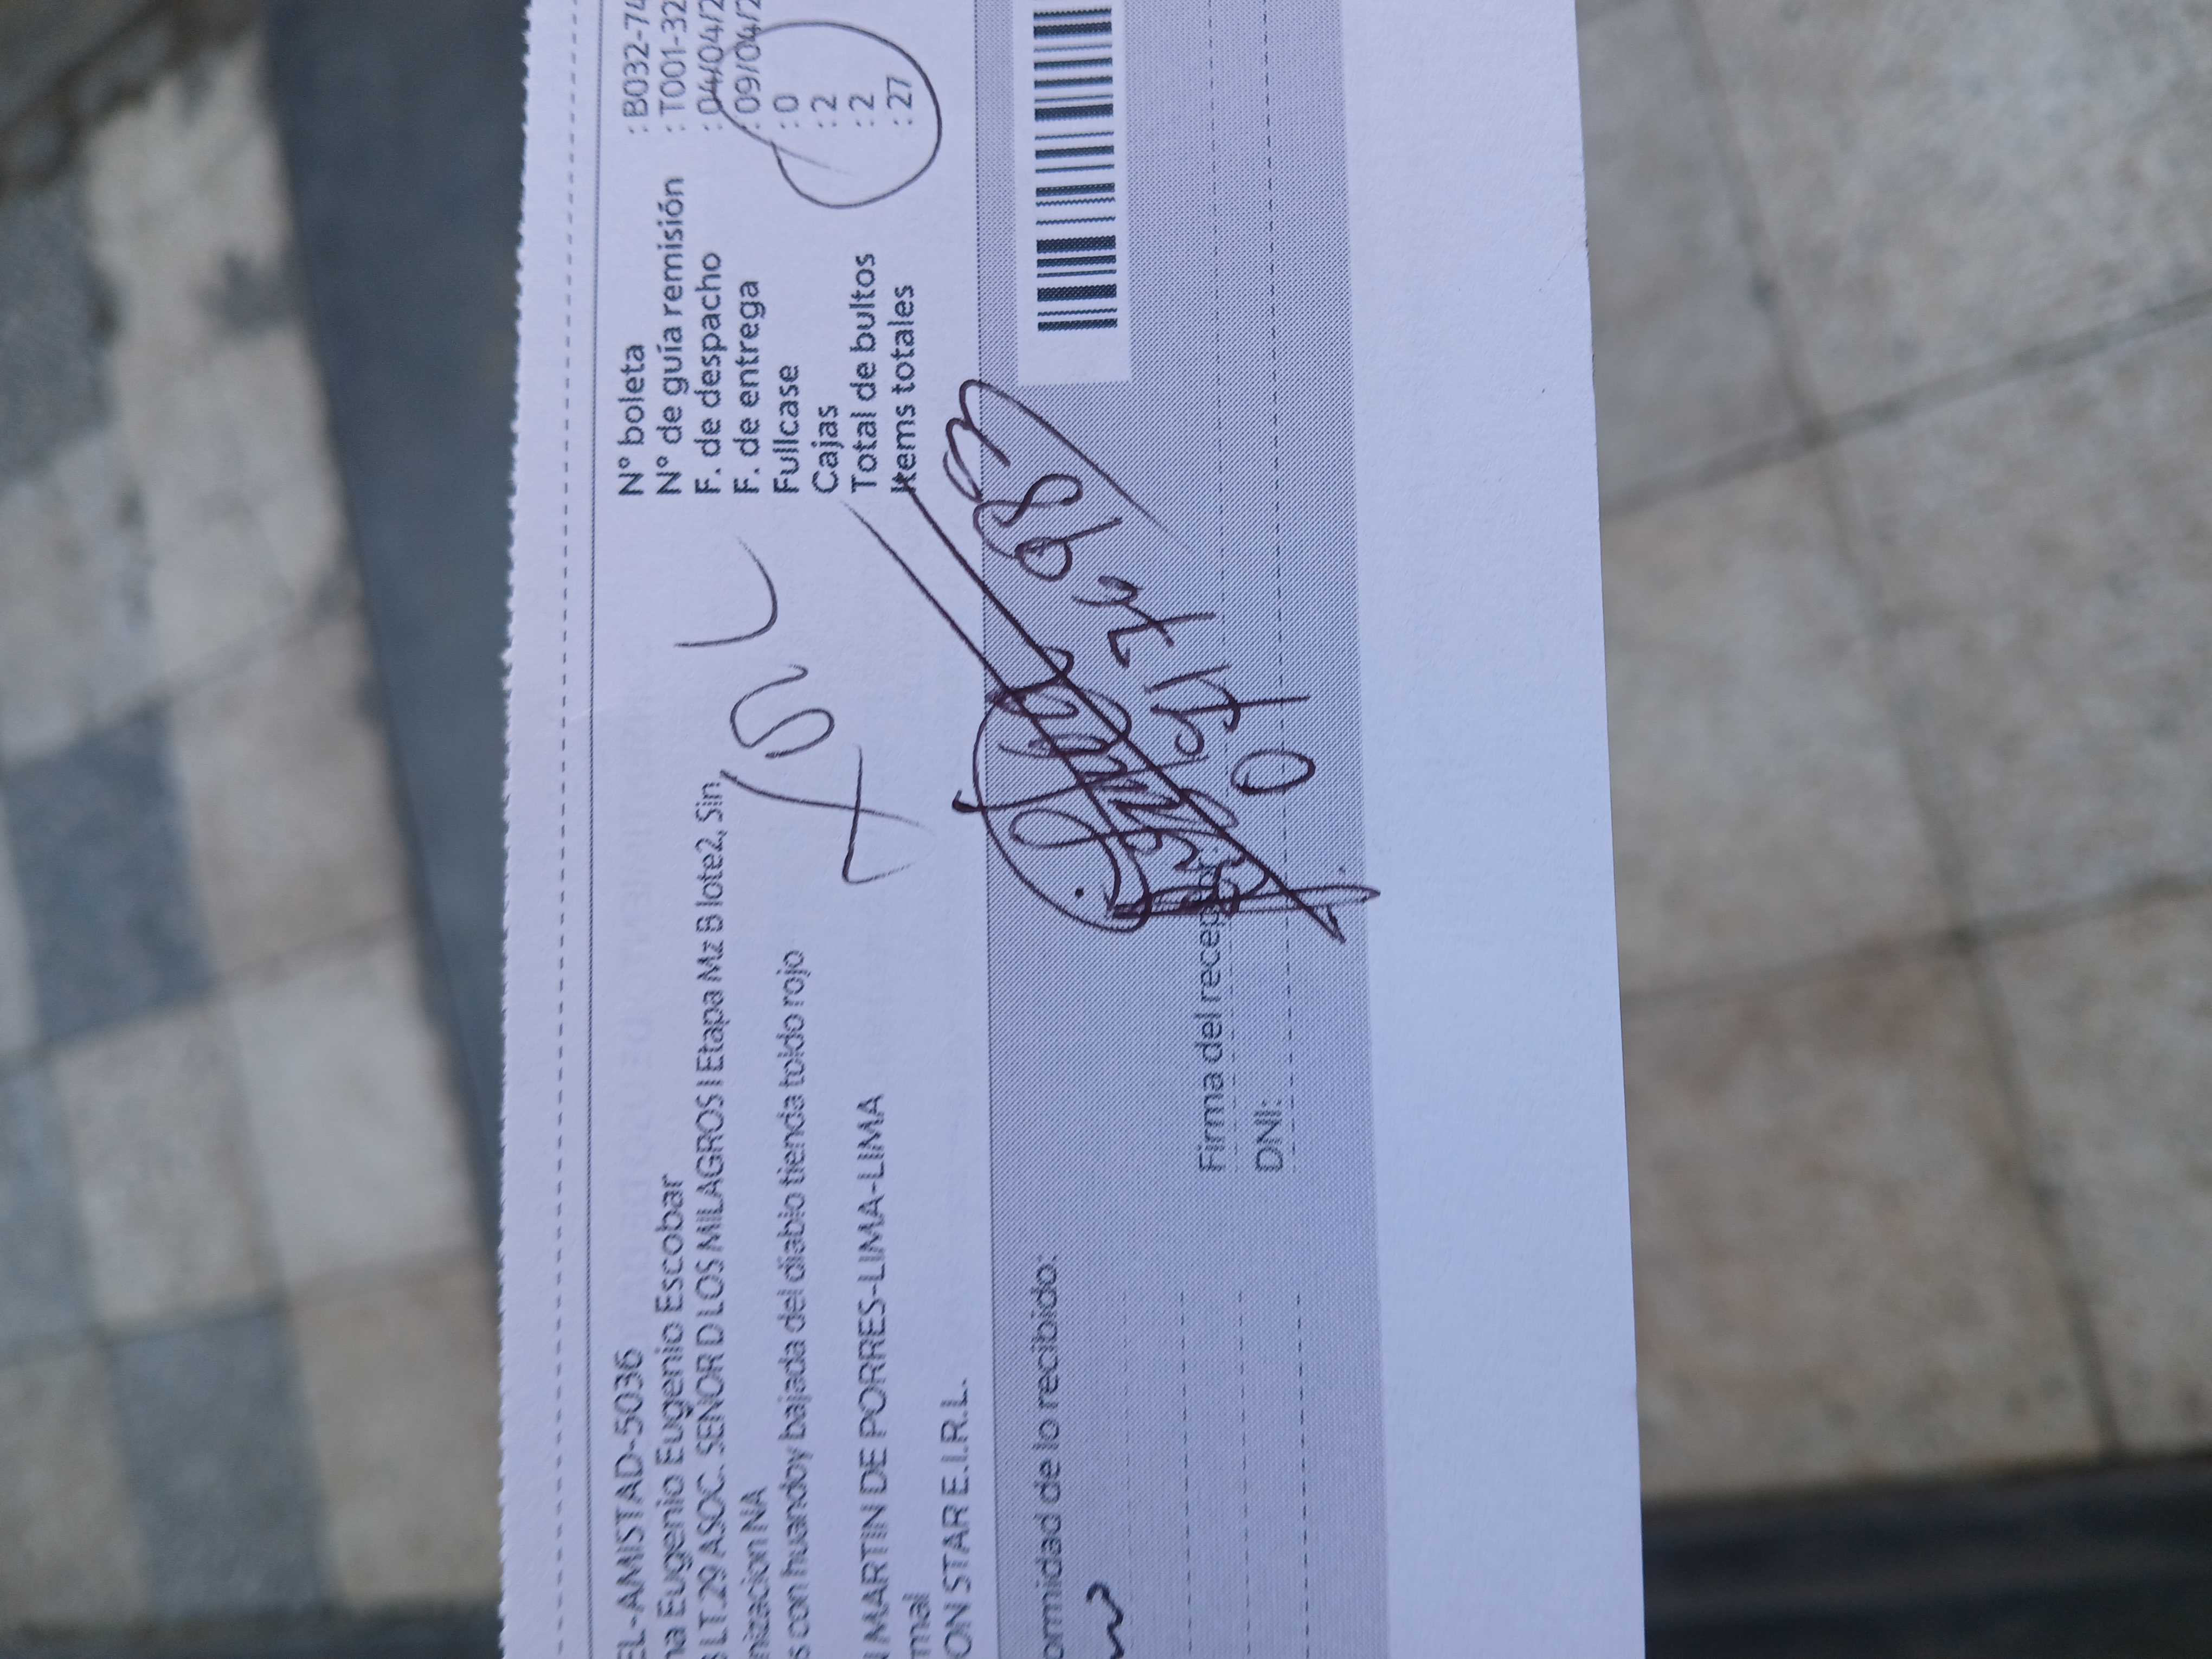 EL-AMISTAD-5036
na Eugenio Eugenio Escobar
LT.29 ASOC. SEÑOR D LOS MILAGROS I Etapa Mz B lote2, Sin
nizacion NA
s con huandoy bajada del diablo tienda toldo rojo
MARTIN DE PORRES-LIMA-LIMA
rmal
ON STAR E.I.R.L.
N° boleta : B032-74
N° de guía remisión : T001-32
F. de despacho : 04/04/2
F. de entrega : 09/04/2
Fullcase : 0
Cajas : 2
Total de bultos : 2
Items totales : 27
ormidad de lo recibido:
Firma del recep
DNI: